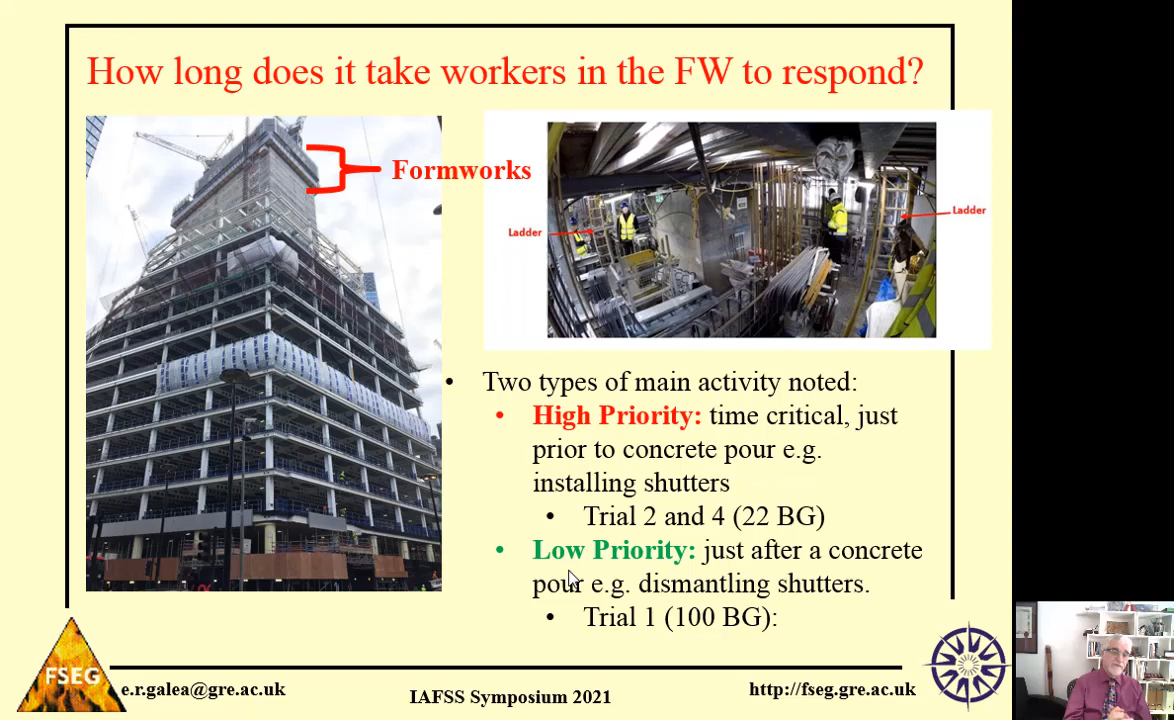 How long does it take workers in the FW to respond?
Formworks
Ladder
Ladder
• Two types of main activity noted:
• High Priority: time critical, just
prior to concrete pour e.g.
installing shutters
• Trial 2 and 4 (22 BG)
• Low Priority: just after a concrete
pour e.g. dismantling shutters.
• Trial 1 (100 BG):
FSEG
e.r.galea@gre.ac.uk
IAFSS Symposium 2021
http://fseg.gre.ac.uk